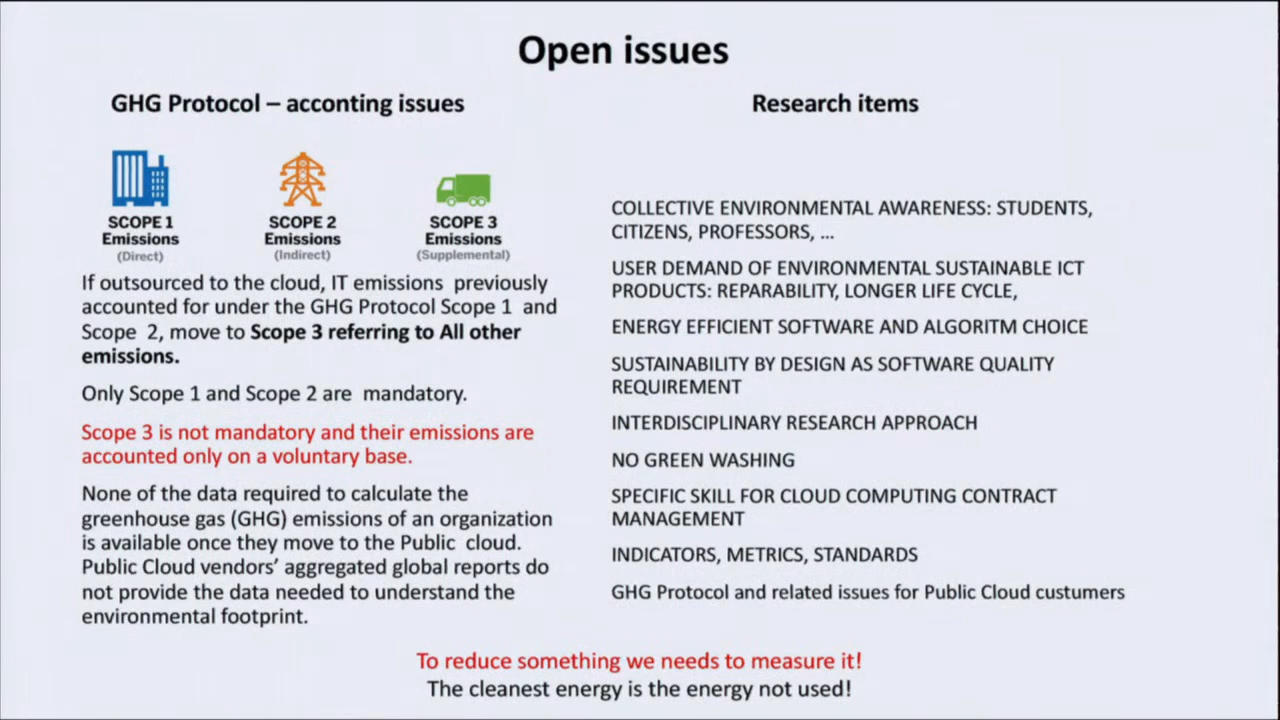 Open issues
GHG Protocol – acconting issues
SCOPE 1
Emissions
(Direct)
SCOPE 2
Emissions
(Indirect)
SCOPE 3
Emissions
(Supplemental)
If outsourced to the cloud, IT emissions previously
accounted for under the GHG Protocol Scope 1 and
Scope 2, move to Scope 3 referring to All other
emissions.
Only Scope 1 and Scope 2 are mandatory.
Scope 3 is not mandatory and their emissions are
accounted only on a voluntary base.
None of the data required to calculate the
greenhouse gas (GHG) emissions of an organization
is available once they move to the Public cloud.
Public Cloud vendors’ aggregated global reports do
not provide the data needed to understand the
environmental footprint.
Research items
COLLECTIVE ENVIRONMENTAL AWARENESS: STUDENTS,
CITIZENS, PROFESSORS, ...
USER DEMAND OF ENVIRONMENTAL SUSTAINABLE ICT
PRODUCTS: REPARABILITY, LONGER LIFE CYCLE,
ENERGY EFFICIENT SOFTWARE AND ALGORITM CHOICE
SUSTAINABILITY BY DESIGN AS SOFTWARE QUALITY
REQUIREMENT
INTERDISCIPLINARY RESEARCH APPROACH
NO GREEN WASHING
SPECIFIC SKILL FOR CLOUD COMPUTING CONTRACT
MANAGEMENT
INDICATORS, METRICS, STANDARDS
GHG Protocol and related issues for Public Cloud custumers
To reduce something we needs to measure it!
The cleanest energy is the energy not used!